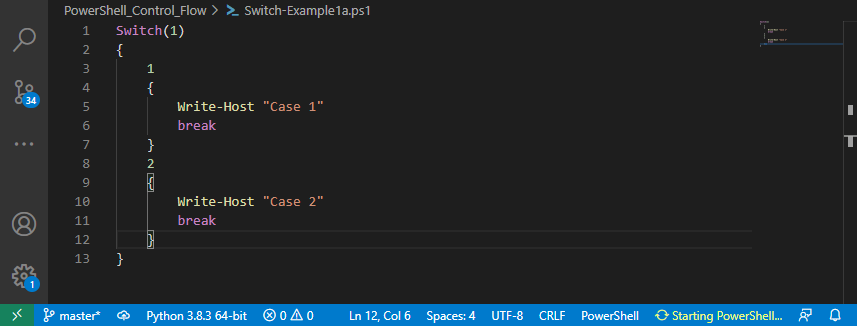 PowerShell_Control_Flow > Switch-Example1a.ps1
1 Switch(1)
2 {
3     1
4     {
5         Write-Host "Case 1"
6         break
7     }
8     2
9     {
10         Write-Host "Case 2"
11         break
12     }
13 }
34
1
master* Python 3.8.3 64-bit 0 0 Ln 12, Col 6 Spaces: 4 UTF-8 CRLF PowerShell Starting PowerShell...